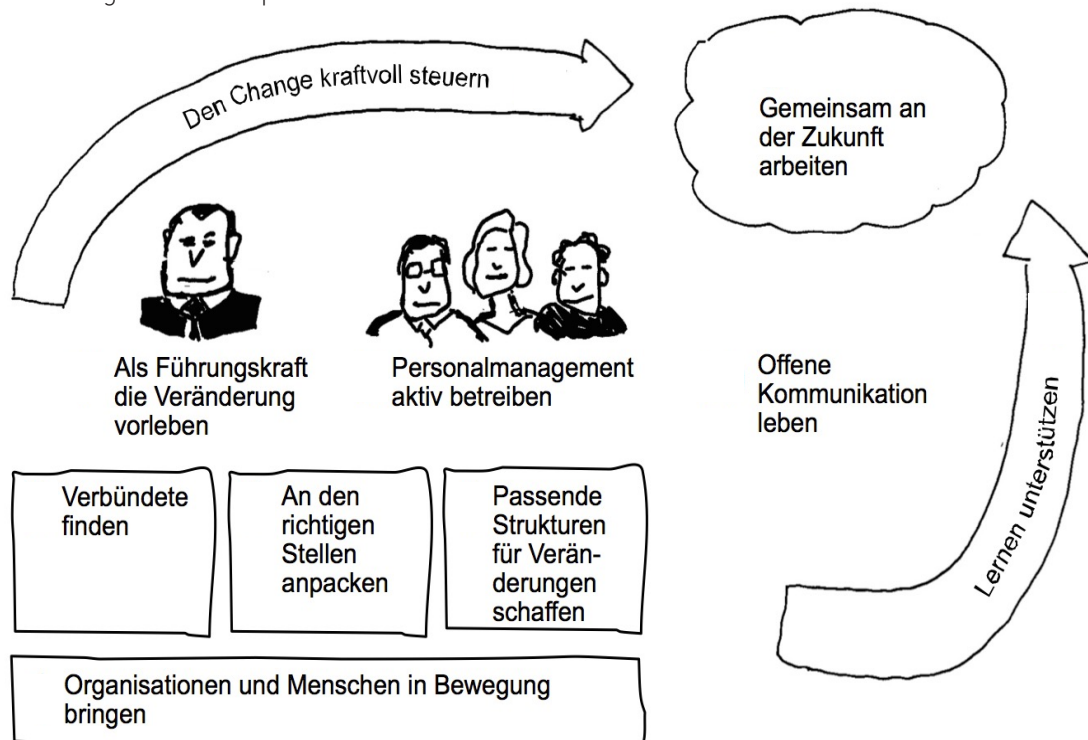 Den Change kraftvoll steuern
Gemeinsam an
der Zukunft
arbeiten
Als Führungskraft
die Veränderung
vorleben
Personalmanagement
aktiv betreiben
Offene
Kommunikation
leben
Lernen unterstützen
Verbündete
finden
An den
richtigen
Stellen
anpacken
Passende
Strukturen
für Verän-
derungen
schaffen
Organisationen und Menschen in Bewegung
bringen